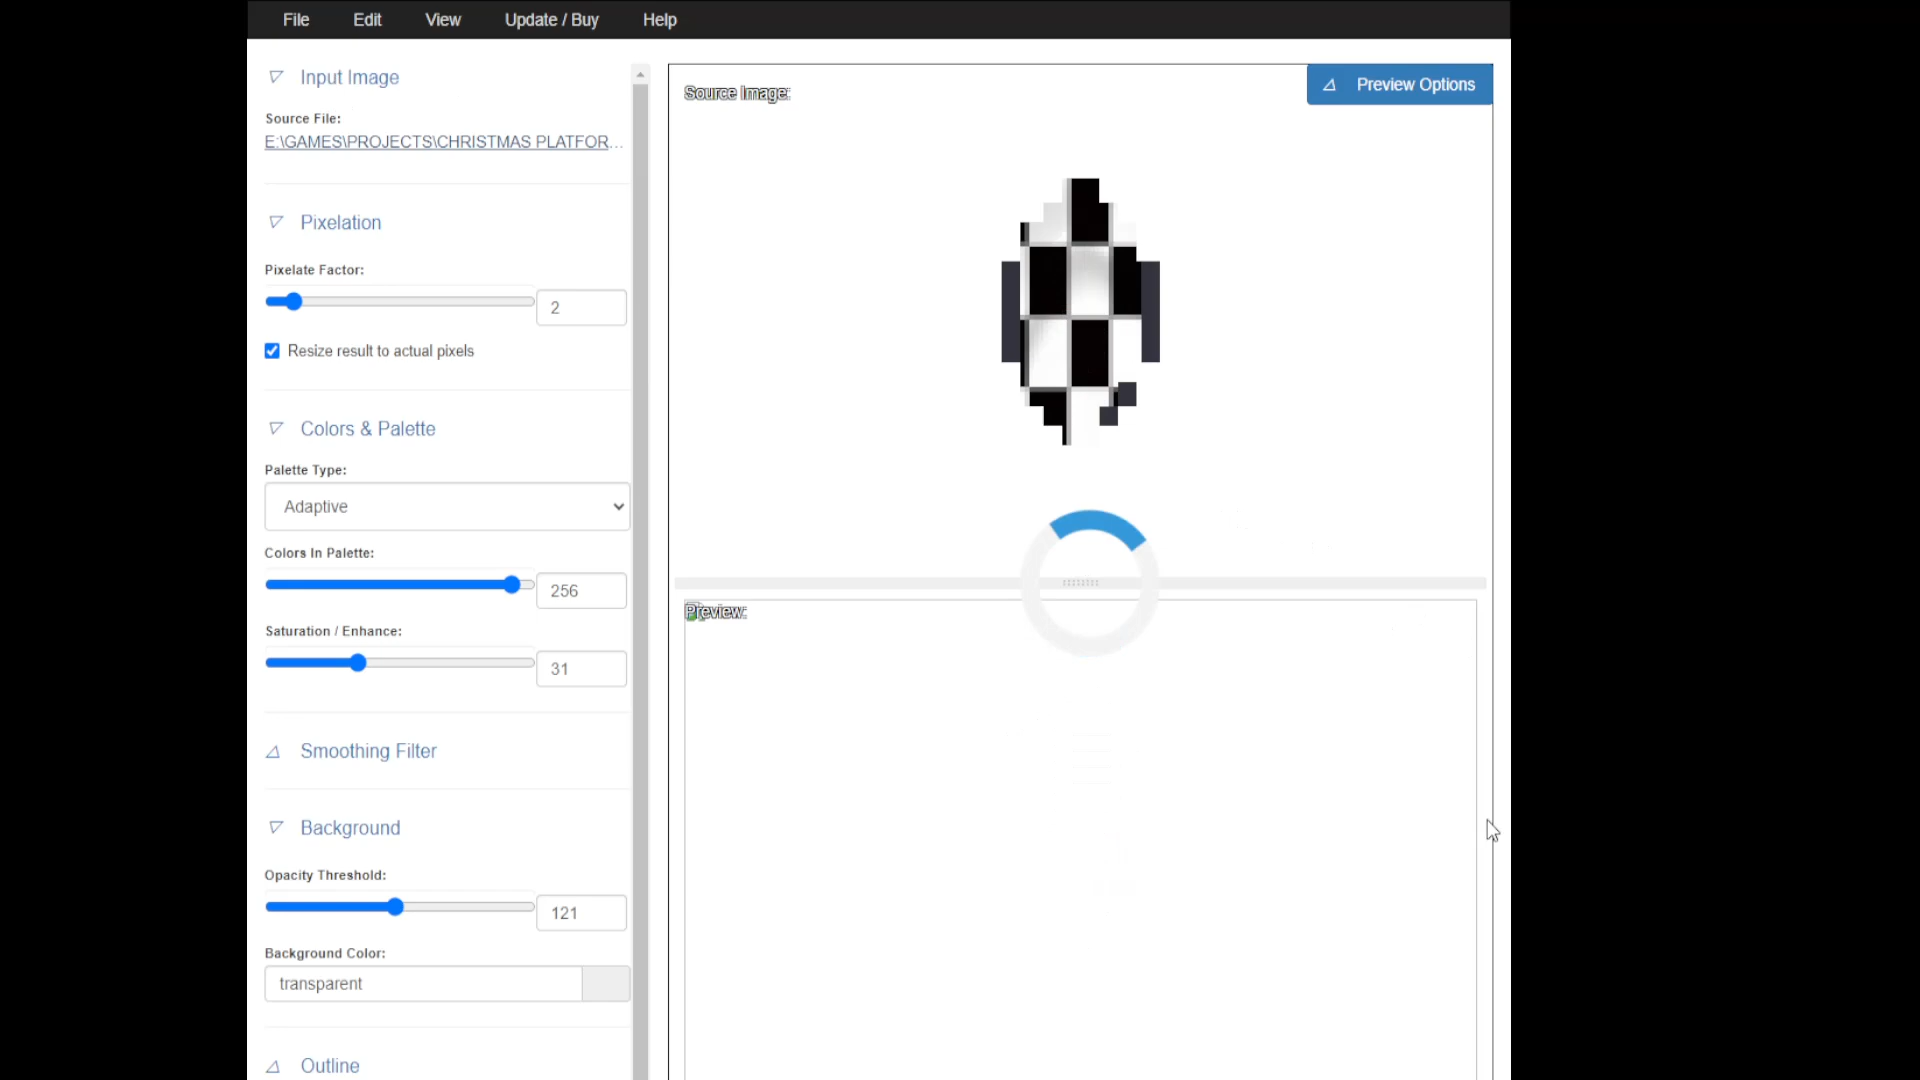 File Edit View Update / Buy Help
Input Image
Source File:
E:\GAMES\PROJECTS\CHRISTMAS PLATFOR...
Pixelation
Pixelate Factor:
2
Resize result to actual pixels
Colors & Palette
Palette Type:
Adaptive
Colors In Palette:
256
Saturation / Enhance:
31
Smoothing Filter
Background
Opacity Threshold:
121
Background Color:
transparent
Outline
Source Image:
Preview Options
Preview: